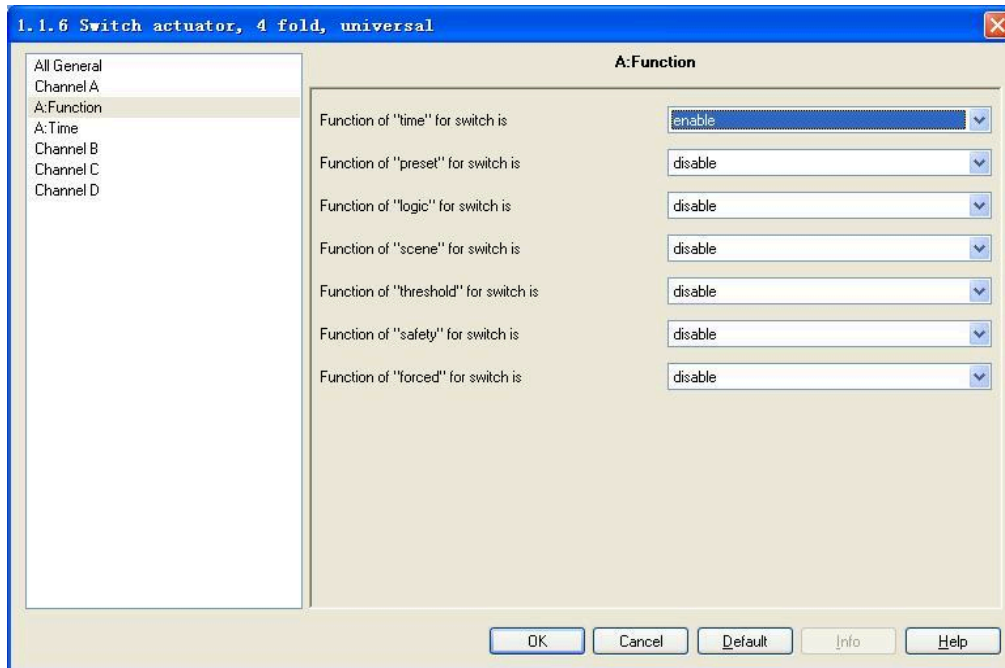 1.1.6 Switch actuator, 4 fold, universal
All General
Channel A
A:Function
A:Time
Channel B
Channel C
Channel D
A:Function
Function of "time" for switch is
enable
Function of "preset" for switch is
disable
Function of "logic" for switch is
disable
Function of "scene" for switch is
disable
Function of "threshold" for switch is
disable
Function of "safety" for switch is
disable
Function of "forced" for switch is
disable
OK
Cancel
Default
Info
Help